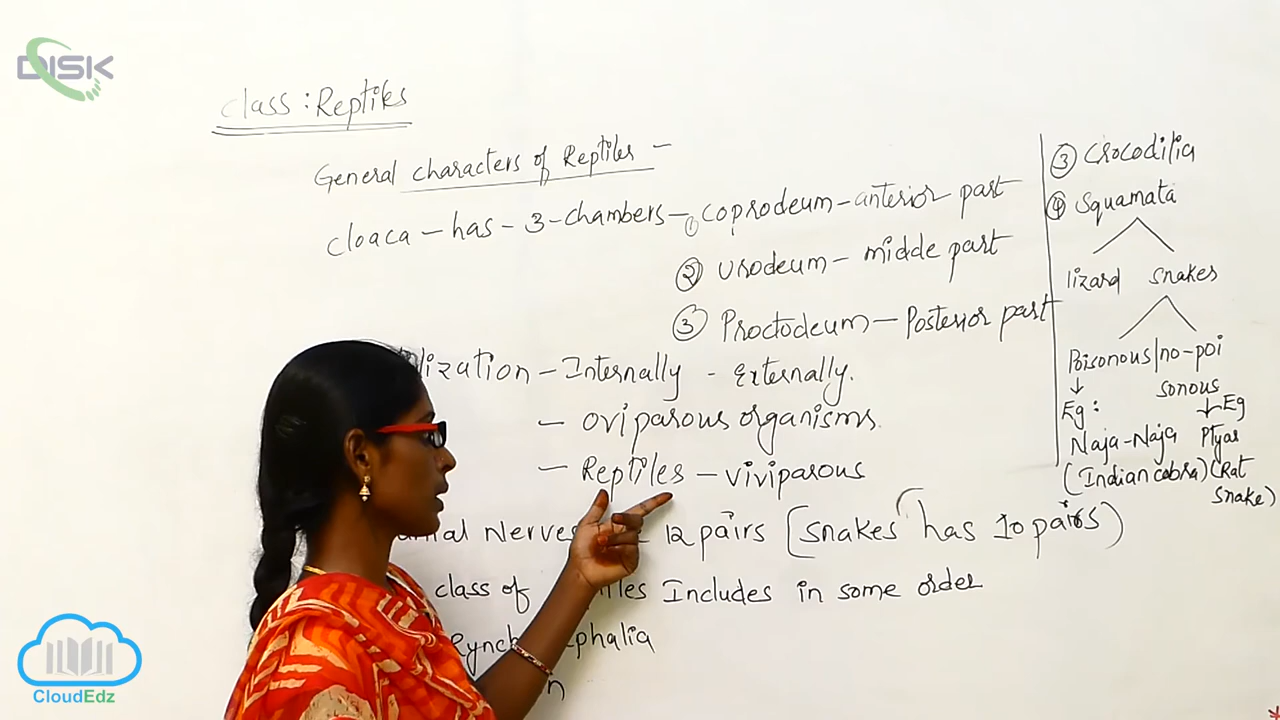 DISK
class : Reptiles
General characters of Reptiles -
cloaca - has - 3 - chambers - ① coprodeum - anterior part
② Urodeum - middle part
③ Proctodeum - Posterior part
lization - Internally - Externally.
- Oviparous organisms.
- Reptiles - viviparous
Nerves 12 pairs [snakes has 10 pairs)
class of Includes in some order
③ Crocodilia
④ Squamata
lizard snakes
Poisonous/no-poi
sonous
Eg :
Eg
Naja-Naja
Ptyas
(Indian cobra)
(Rat
snake)
CloudEdz